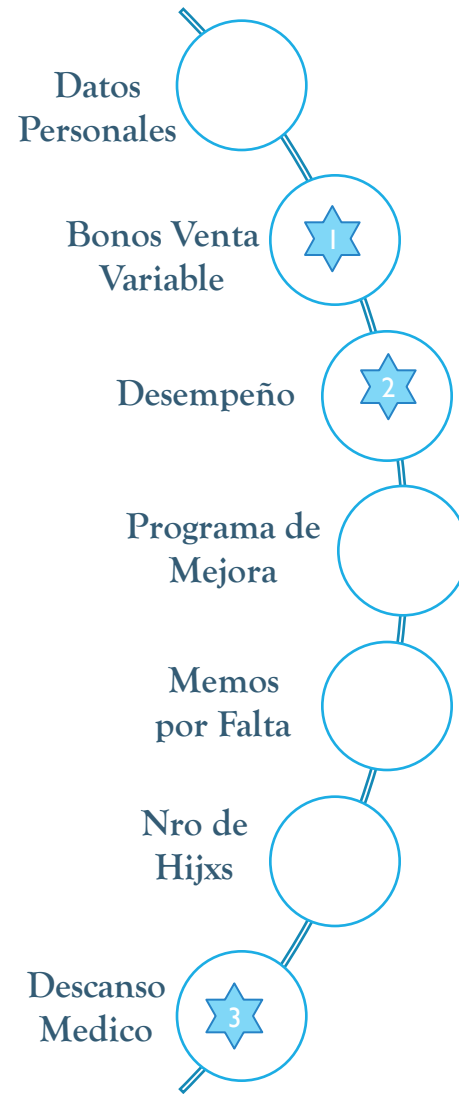 Datos
Personales
Bonos Venta
Variable
1
Desempeño
2
Programa de
Mejora
Memos
por Falta
Nro de
Hijxs
Descanso
Medico
3